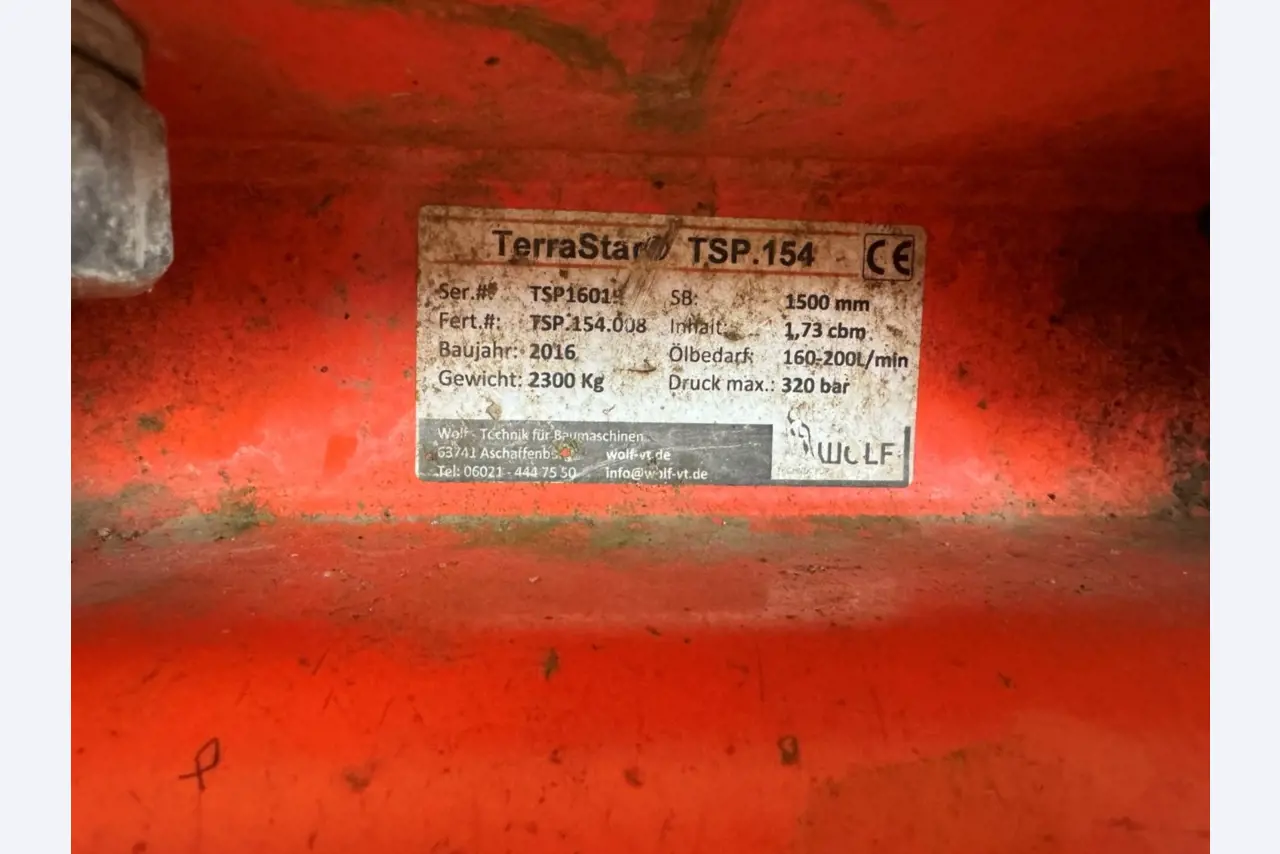 TerraStar TSP.154 CE
Ser.#: SB: 1500 mm
Fert.#: TSP.154.008 Inhalt: 1,73 cbm
Baujahr: 2016 Ölbedarf: 160-200L/min
Gewicht: 2300 Kg Druck max.: 320 bar
Wolf - Technik für Baumaschinen
63741 Aschaffenburg wolf-vt.de
Tel: 06021 - 444 75 50 info@wolf-vt.de
WOLF